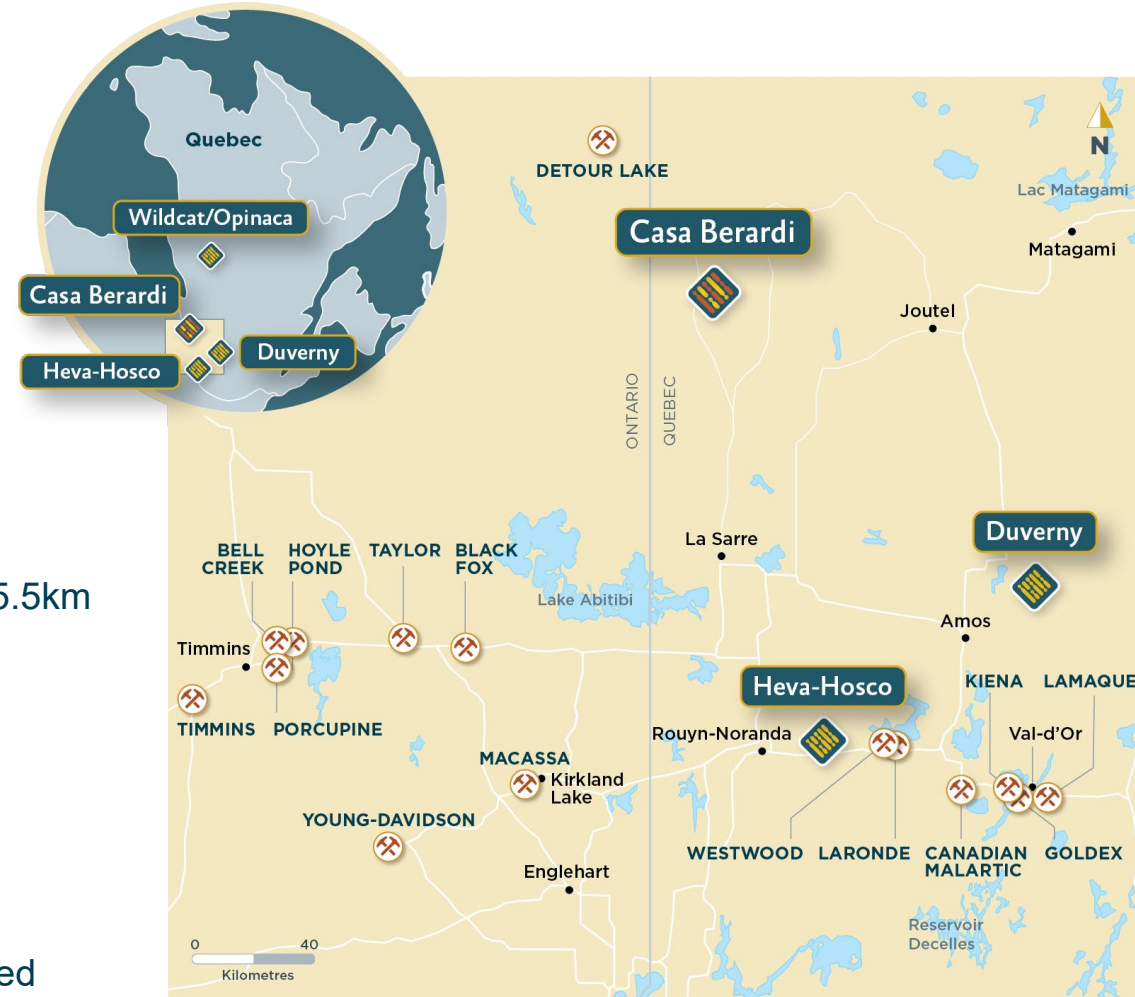 Quebec
Wildcat/Opinaca
Casa Berardi
Duverny
Heva-Hosco
DETOUR LAKE
Casa Berardi
N
Lac Matagami
Matagami
Joutel
ONTARIO
QUEBEC
Duverny
La Sarre
BELL
CREEK
HOYLE
POND
TAYLOR
BLACK
FOX
5.5km
Lake Abitibi
Amos
Timmins
Heva-Hosco
KIENA
LAMAQUE
TIMMINS
PORCUPINE
Rouyn-Noranda
Val-d'Or
MACASSA
Kirkland
Lake
YOUNG-DAVIDSON
WESTWOOD
LARONDE
CANADIAN
MALARTIC
GOLDEX
Englehart
Reservoir
Decelles
0 40
Kilometres
ed